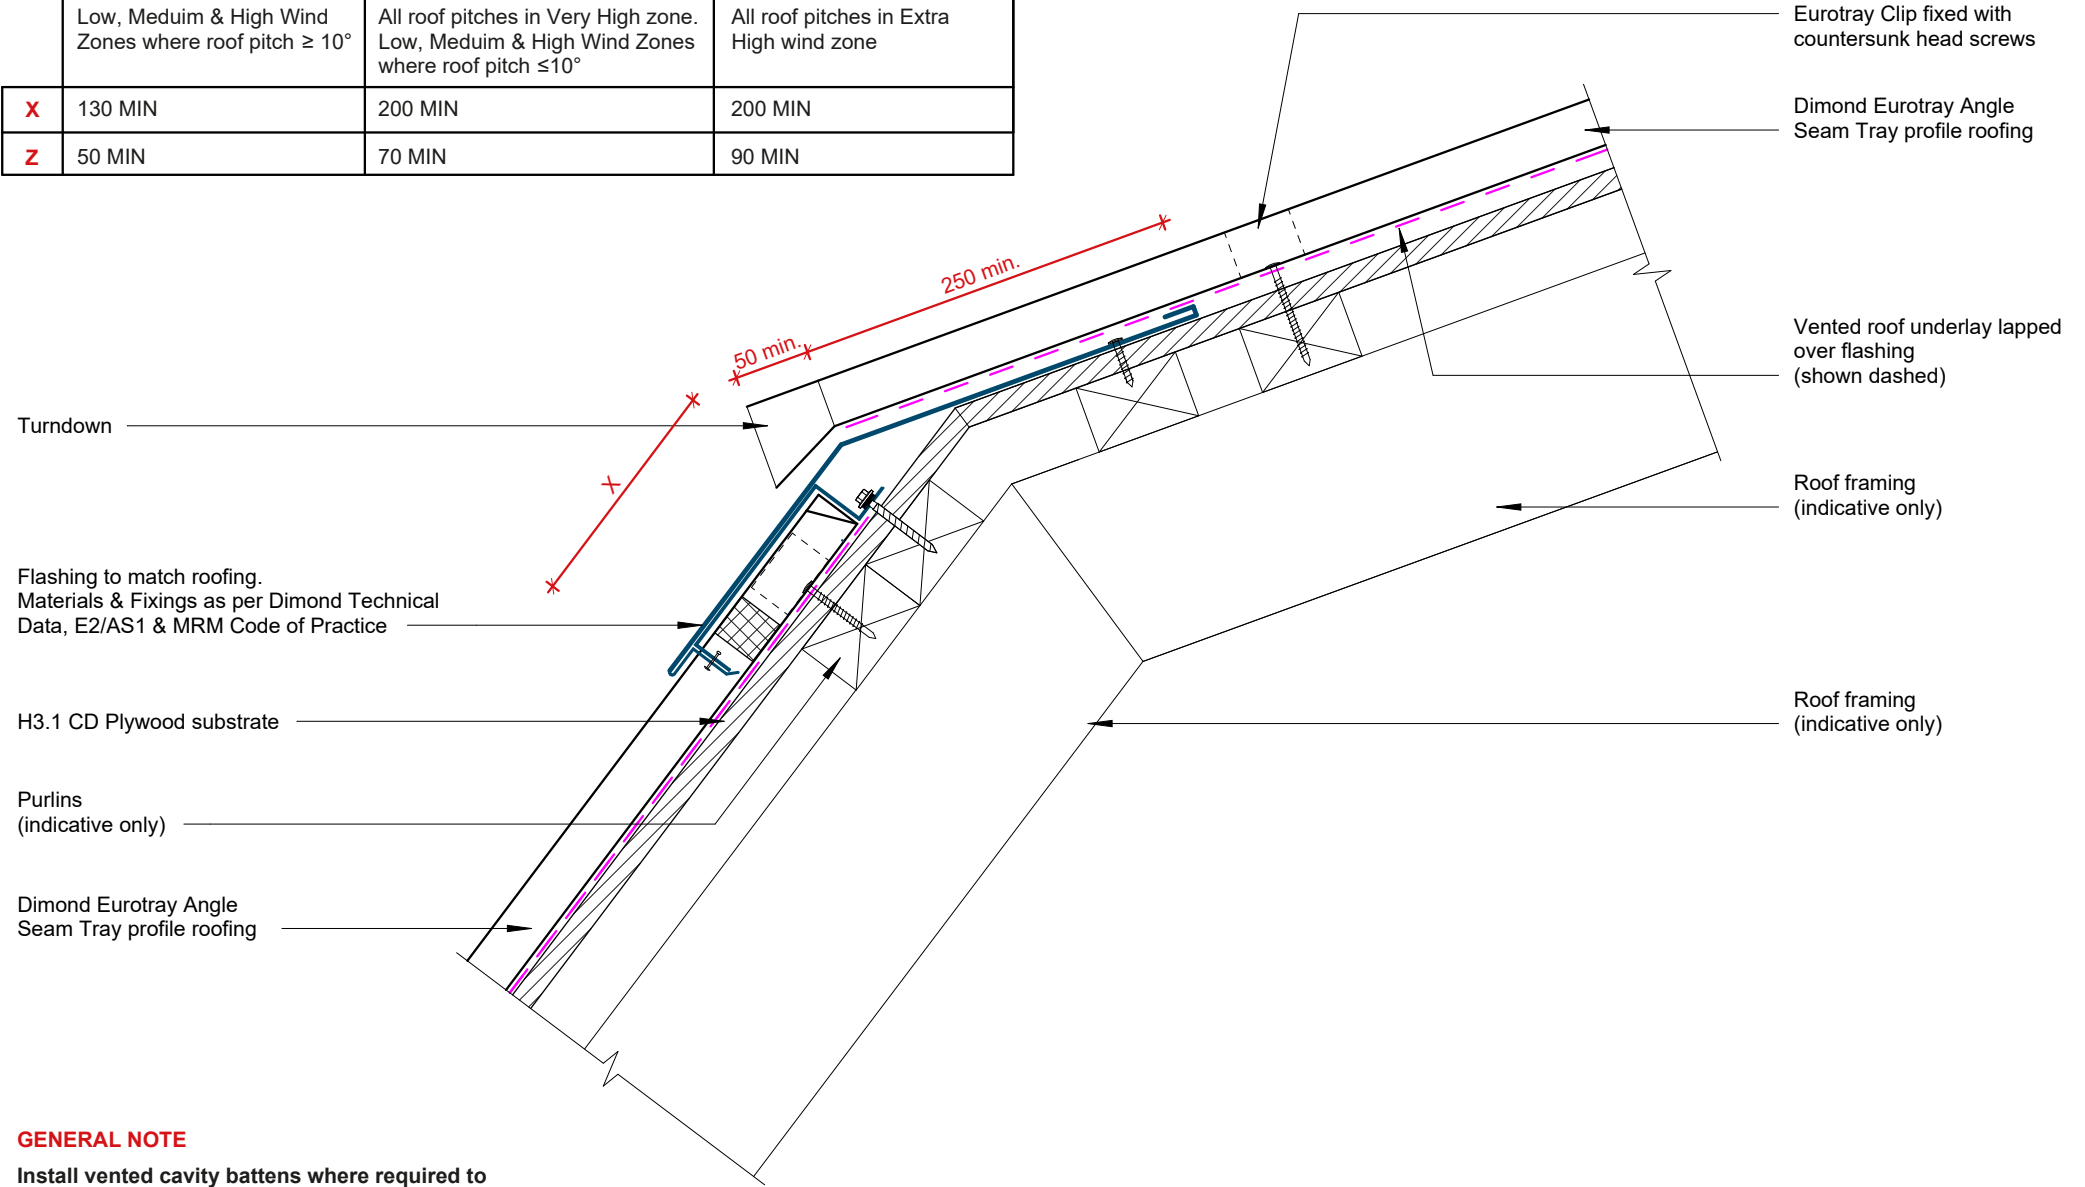 Low, Meduim & High Wind
Zones where roof pitch ≥ 10°
All roof pitches in Very High zone.
Low, Meduim & High Wind Zones
where roof pitch ≤10°
All roof pitches in Extra
High wind zone
X 130 MIN 200 MIN 200 MIN
Z 50 MIN 70 MIN 90 MIN
Eurotray Clip fixed with
countersunk head screws
Dimond Eurotray Angle
Seam Tray profile roofing
250 min.
50 min.
X
Vented roof underlay lapped
over flashing
(shown dashed)
Turndown
Roof framing
(indicative only)
Flashing to match roofing.
Materials & Fixings as per Dimond Technical
Data, E2/AS1 & MRM Code of Practice
H3.1 CD Plywood substrate
Roof framing
(indicative only)
Purlins
(indicative only)
Dimond Eurotray Angle
Seam Tray profile roofing
GENERAL NOTE
Install vented cavity battens where required to